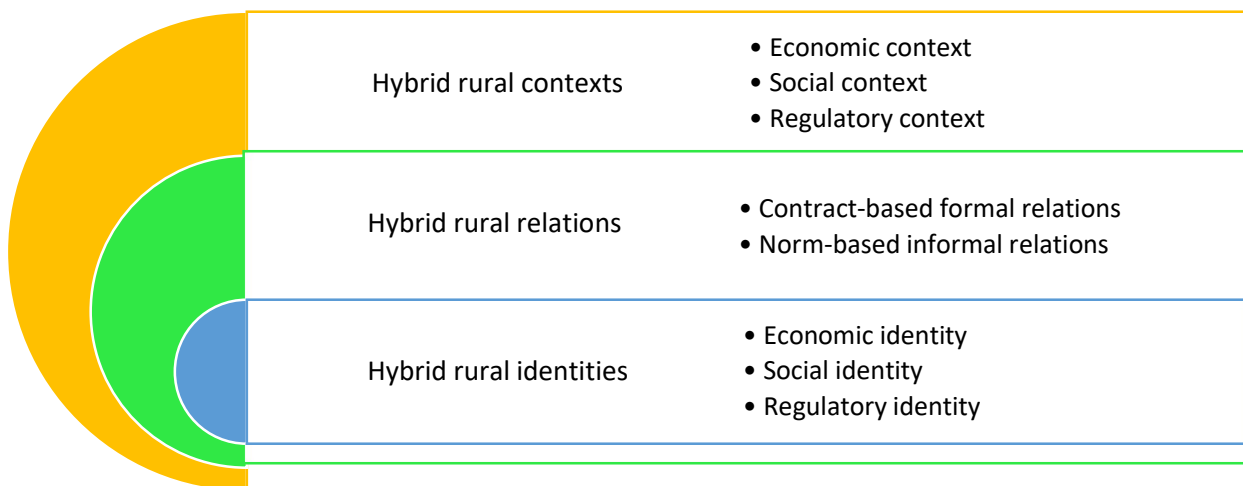 Hybrid rural contexts
• Economic context
• Social context
• Regulatory context
Hybrid rural relations
• Contract-based formal relations
• Norm-based informal relations
Hybrid rural identities
• Economic identity
• Social identity
• Regulatory identity